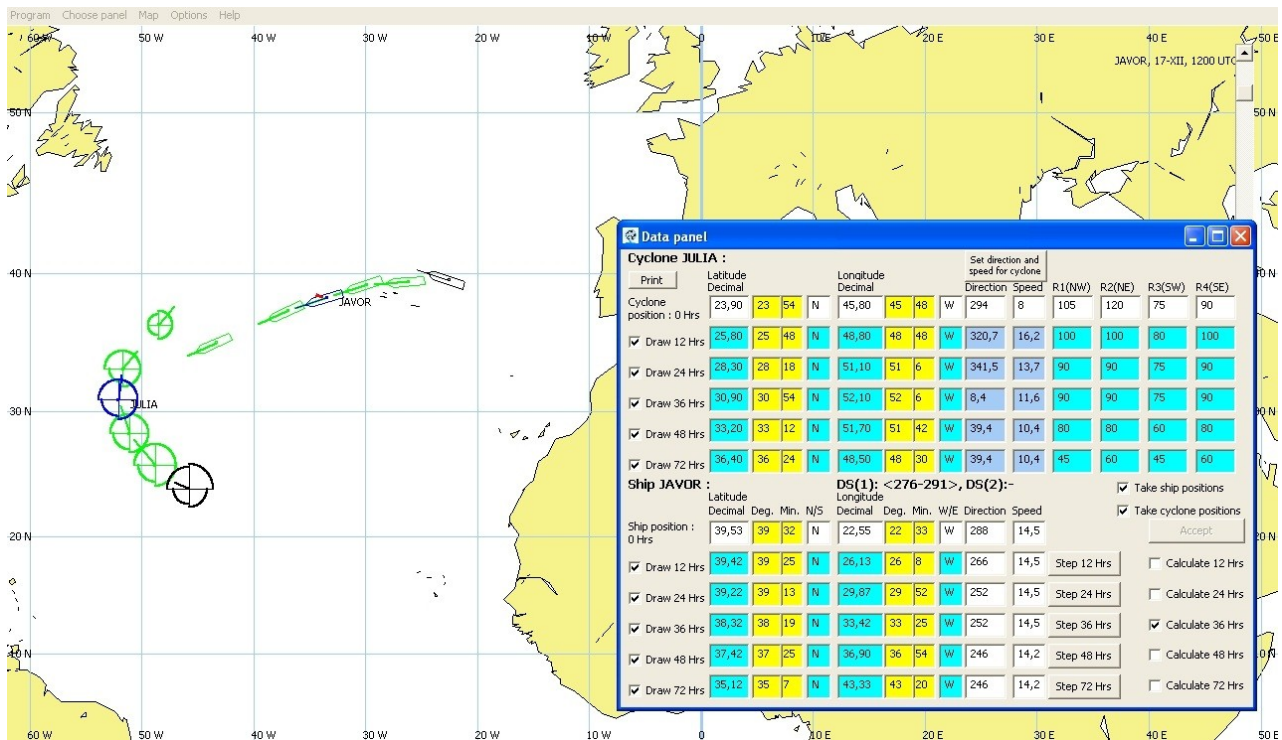 Program Choose panel Map Options Help
60 W 50 W 40 W 30 W 20 W 10 W 0 10 E 20 E 30 E 40 E 50 E
JAVOR, 17-XII, 1200 UTC
50 N 50 N
40 N
JAVOR
JULIA
30 N
20 N
10 N
60 W 50 W 40 W 30 W 20 W 10 W 0 10 E 20 E 30 E 40 E 50 E
Data panel
Cyclone JULIA :
Set direction and
speed for cyclone
Print Latitude Longitude
Decimal Decimal Direction Speed R1(NW) R2(NE) R3(SW) R4(SE)
Cyclone
position : 0 Hrs 23,90 23 54 N 45,80 45 48 W 294 8 105 120 75 90
Draw 12 Hrs 25,80 25 48 N 48,80 48 48 W 320,7 16,2 100 100 80 100
Draw 24 Hrs 28,30 28 18 N 51,10 51 6 W 341,5 13,7 90 90 75 90
Draw 36 Hrs 30,90 30 54 N 52,10 52 6 W 8,4 11,6 90 90 75 90
Draw 48 Hrs 33,20 33 12 N 51,70 51 42 W 39,4 10,4 80 80 60 80
Draw 72 Hrs 36,40 36 24 N 48,50 48 30 W 39,4 10,4 45 60 45 60
Ship JAVOR : DS(1): <276-291>, DS(2):-
Take ship positions
Latitude Longitude
Decimal Deg. Min. N/S Decimal Deg. Min. W/E Direction Speed
Take cyclone positions
Ship position :
0 Hrs 39,53 39 32 N 22,55 22 33 W 288 14,5 Accept
Draw 12 Hrs 39,42 39 25 N 26,13 26 8 W 266 14,5 Step 12 Hrs Calculate 12 Hrs
Draw 24 Hrs 39,22 39 13 N 29,87 29 52 W 252 14,5 Step 24 Hrs Calculate 24 Hrs
Draw 36 Hrs 38,32 38 19 N 33,42 33 25 W 252 14,5 Step 36 Hrs Calculate 36 Hrs
Draw 48 Hrs 37,42 37 25 N 36,90 36 54 W 246 14,2 Step 48 Hrs Calculate 48 Hrs
Draw 72 Hrs 35,12 35 7 N 43,33 43 20 W 246 14,2 Step 72 Hrs Calculate 72 Hrs